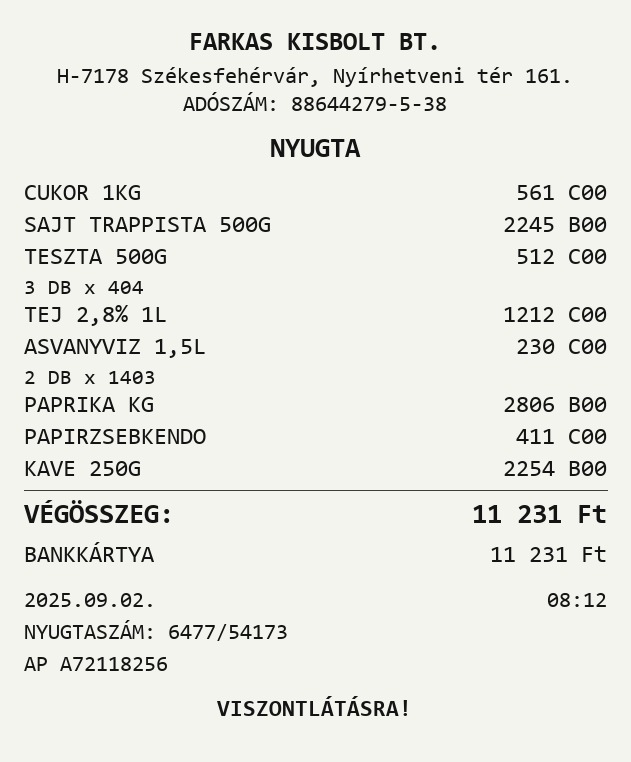 FARKAS KISBOLT BT.
H-7178 Székesfehérvár, Nyírhetveni tér 161.
ADÓSZÁM: 88644279-5-38
NYUGTA
CUKOR 1KG 561 C00
SAJT TRAPPISTA 500G 2245 B00
TESZTA 500G 512 C00
3 DB x 404
TEJ 2,8% 1L 1212 C00
ASVANYVIZ 1,5L 230 C00
2 DB x 1403
PAPRIKA KG 2806 B00
PAPIRZSEBKENDO 411 C00
KAVE 250G 2254 B00
VÉGÖSSZEG: 11 231 Ft
BANKKÁRTYA 11 231 Ft
2025.09.02. 08:12
NYUGTASZÁM: 6477/54173
AP A72118256
VISZONTLÁTÁSRA!